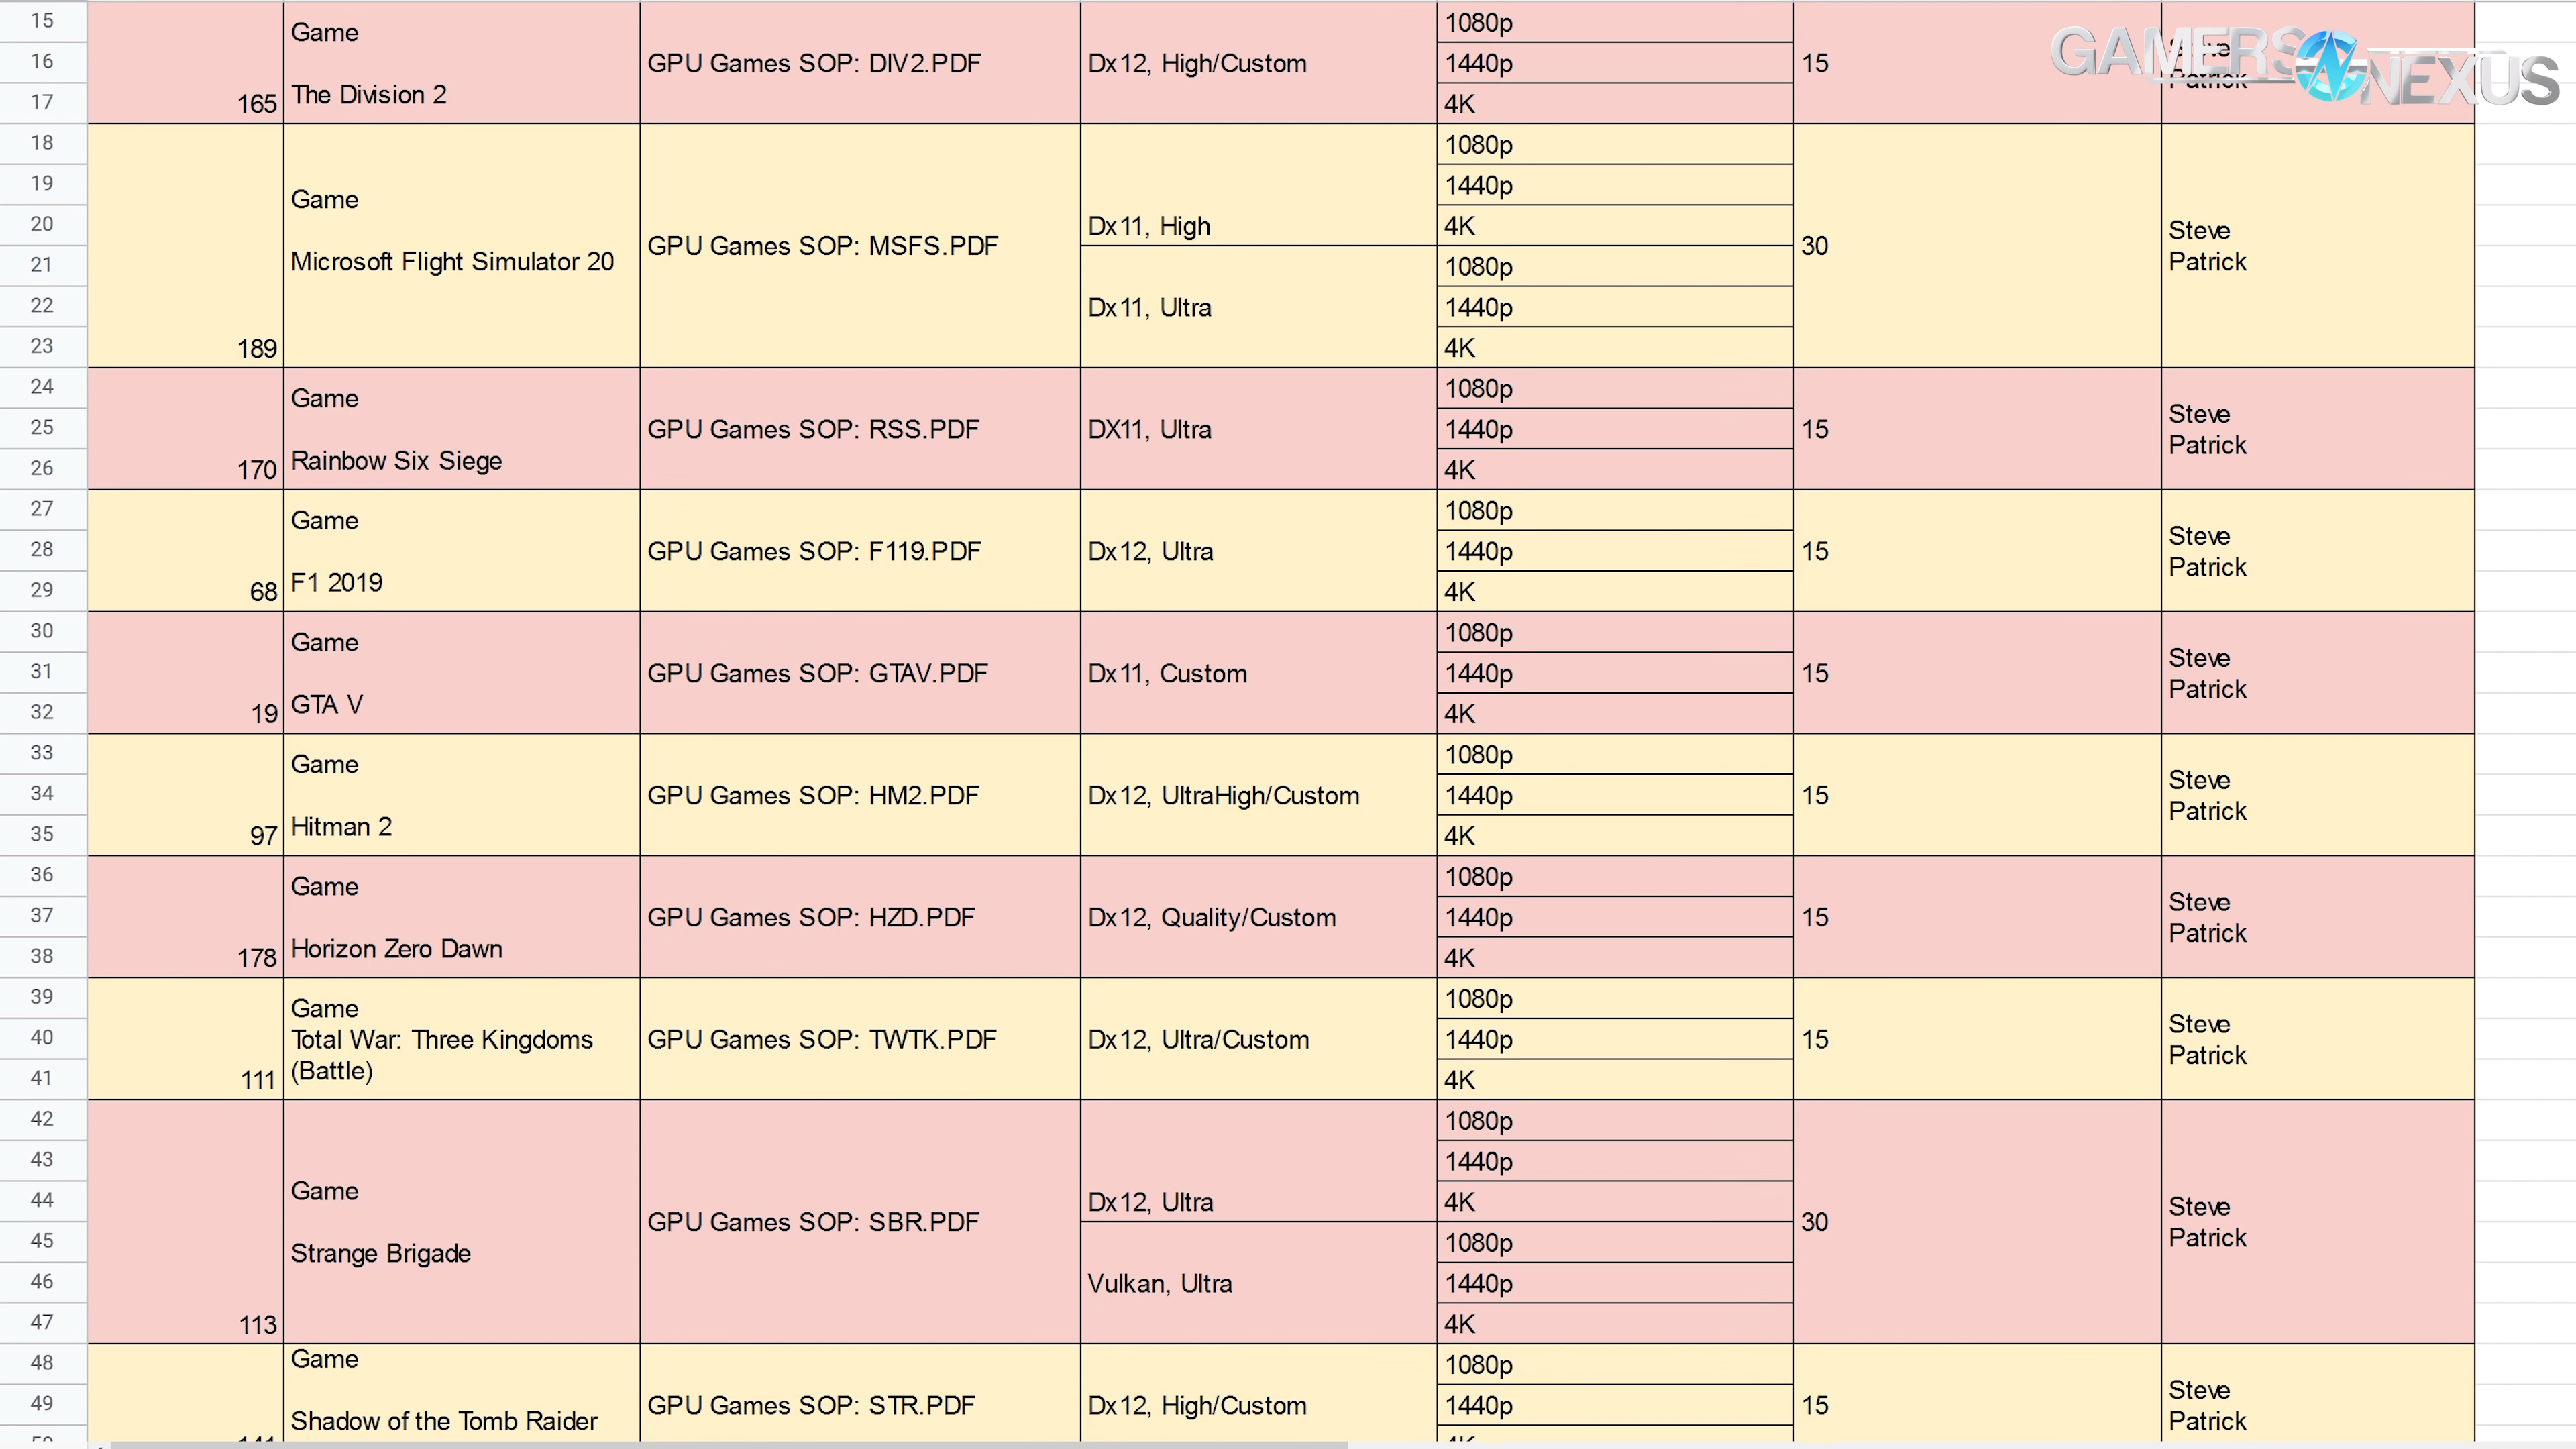 15
16
17
165
Game
The Division 2
GPU Games SOP: DIV2.PDF
Dx12, High/Custom
1080p
1440p
4K
15
Steve
Patrick
GAMERS NEXUS
18
19
20
21
22
23
189
Game
Microsoft Flight Simulator 20
GPU Games SOP: MSFS.PDF
Dx11, High
Dx11, Ultra
1080p
1440p
4K
1080p
1440p
4K
30
Steve
Patrick
24
25
26
170
Game
Rainbow Six Siege
GPU Games SOP: RSS.PDF
DX11, Ultra
1080p
1440p
4K
15
Steve
Patrick
27
28
29
68
Game
F1 2019
GPU Games SOP: F119.PDF
Dx12, Ultra
1080p
1440p
4K
15
Steve
Patrick
30
31
32
19
Game
GTA V
GPU Games SOP: GTAV.PDF
Dx11, Custom
1080p
1440p
4K
15
Steve
Patrick
33
34
35
97
Game
Hitman 2
GPU Games SOP: HM2.PDF
Dx12, UltraHigh/Custom
1080p
1440p
4K
15
Steve
Patrick
36
37
38
178
Game
Horizon Zero Dawn
GPU Games SOP: HZD.PDF
Dx12, Quality/Custom
1080p
1440p
4K
15
Steve
Patrick
39
40
41
111
Game
Total War: Three Kingdoms
(Battle)
GPU Games SOP: TWTK.PDF
Dx12, Ultra/Custom
1080p
1440p
4K
15
Steve
Patrick
42
43
44
45
46
47
113
Game
Strange Brigade
GPU Games SOP: SBR.PDF
Dx12, Ultra
Vulkan, Ultra
1080p
1440p
4K
1080p
1440p
4K
30
Steve
Patrick
48
49
Game
Shadow of the Tomb Raider
GPU Games SOP: STR.PDF
Dx12, High/Custom
1080p
1440p
4K
15
Steve
Patrick